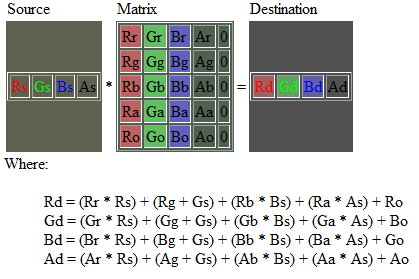 Source Matrix Destination
Rr Gr Br Ar 0
Rg Gg Bg Ag 0
Rs Gs Bs As * Rb Gb Bb Ab 0 = Rd Gd Bd Ad
Ra Ga Ba Aa 0
Ro Go Bo Ao 0
Where:
Rd = (Rr * Rs) + (Rg + Gs) + (Rb * Bs) + (Ra * As) + Ro
Gd = (Gr * Rs) + (Gg + Gs) + (Gb * Bs) + (Ga * As) + Bo
Bd = (Br * Rs) + (Bg + Gs) + (Bb * Bs) + (Ba * As) + Go
Ad = (Ar * Rs) + (Ag + Gs) + (Ab * Bs) + (Aa * As) + Ao